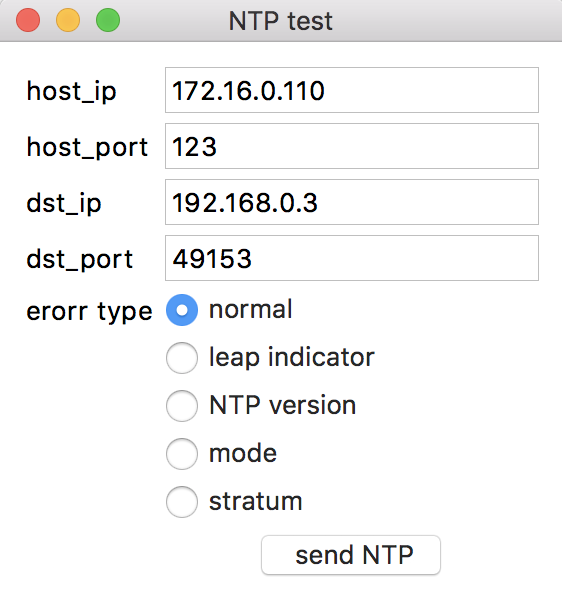 NTP test
host_ip 172.16.0.110
host_port 123
dst_ip 192.168.0.3
dst_port 49153
erorr type normal
leap indicator
NTP version
mode
stratum
send NTP